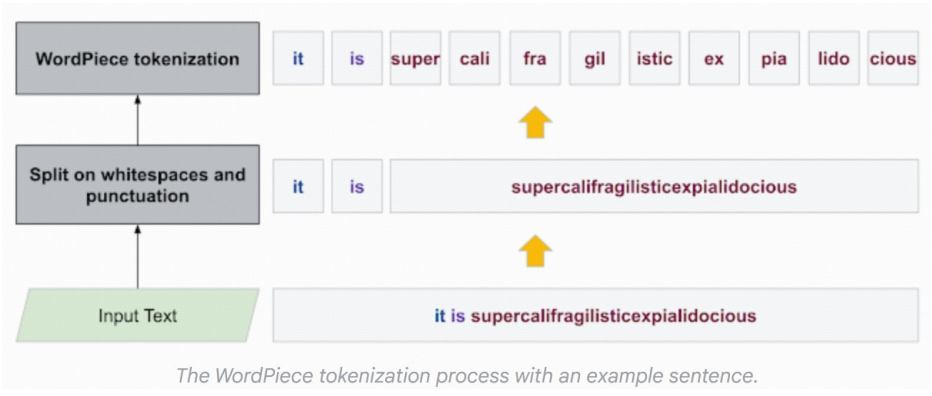 WordPiece tokenization
it is super cali fra gil istic ex pia lido cious
Split on whitespaces and
punctuation
it is supercalifragilisticexpialidocious
Input Text
it is supercalifragilisticexpialidocious
The WordPiece tokenization process with an example sentence.